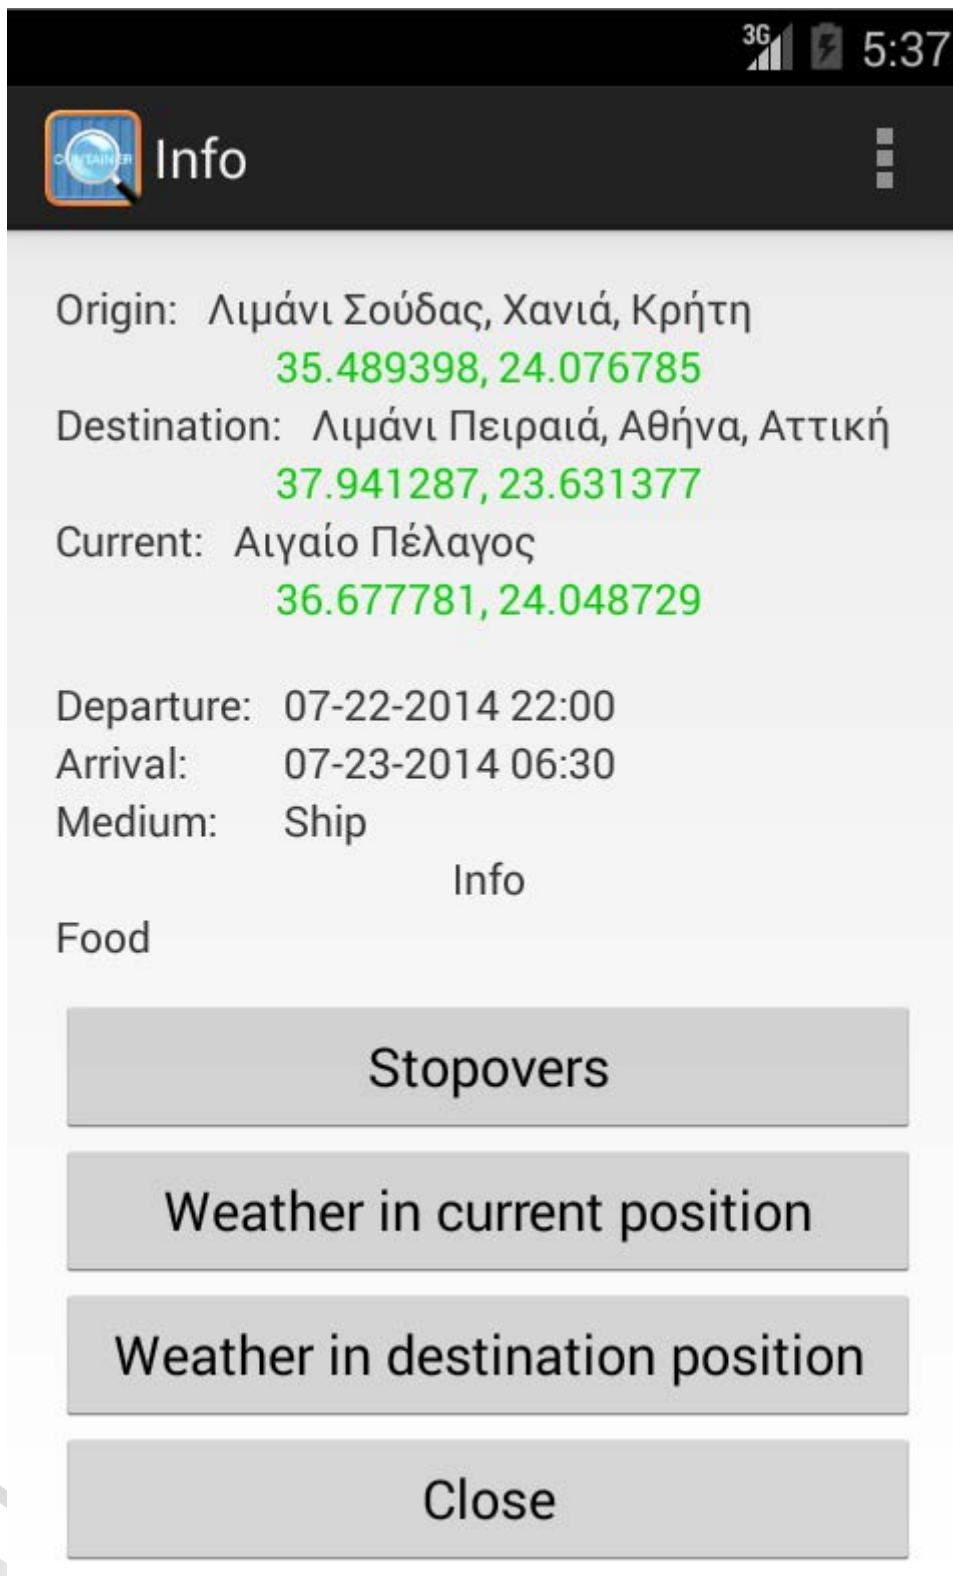 3G 5:37
CONTAINER Info
Origin: Λιμάνι Σούδας, Χανιά, Κρήτη
35.489398, 24.076785
Destination: Λιμάνι Πειραιά, Αθήνα, Αττική
37.941287, 23.631377
Current: Αιγαίο Πέλαγος
36.677781, 24.048729
Departure: 07-22-2014 22:00
Arrival: 07-23-2014 06:30
Medium: Ship
Info
Food
Stopovers
Weather in current position
Weather in destination position
Close